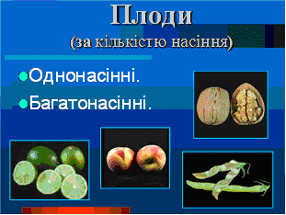 Плоди
(за кількістю насіння)
Однонасінні.
Багатонасінні.